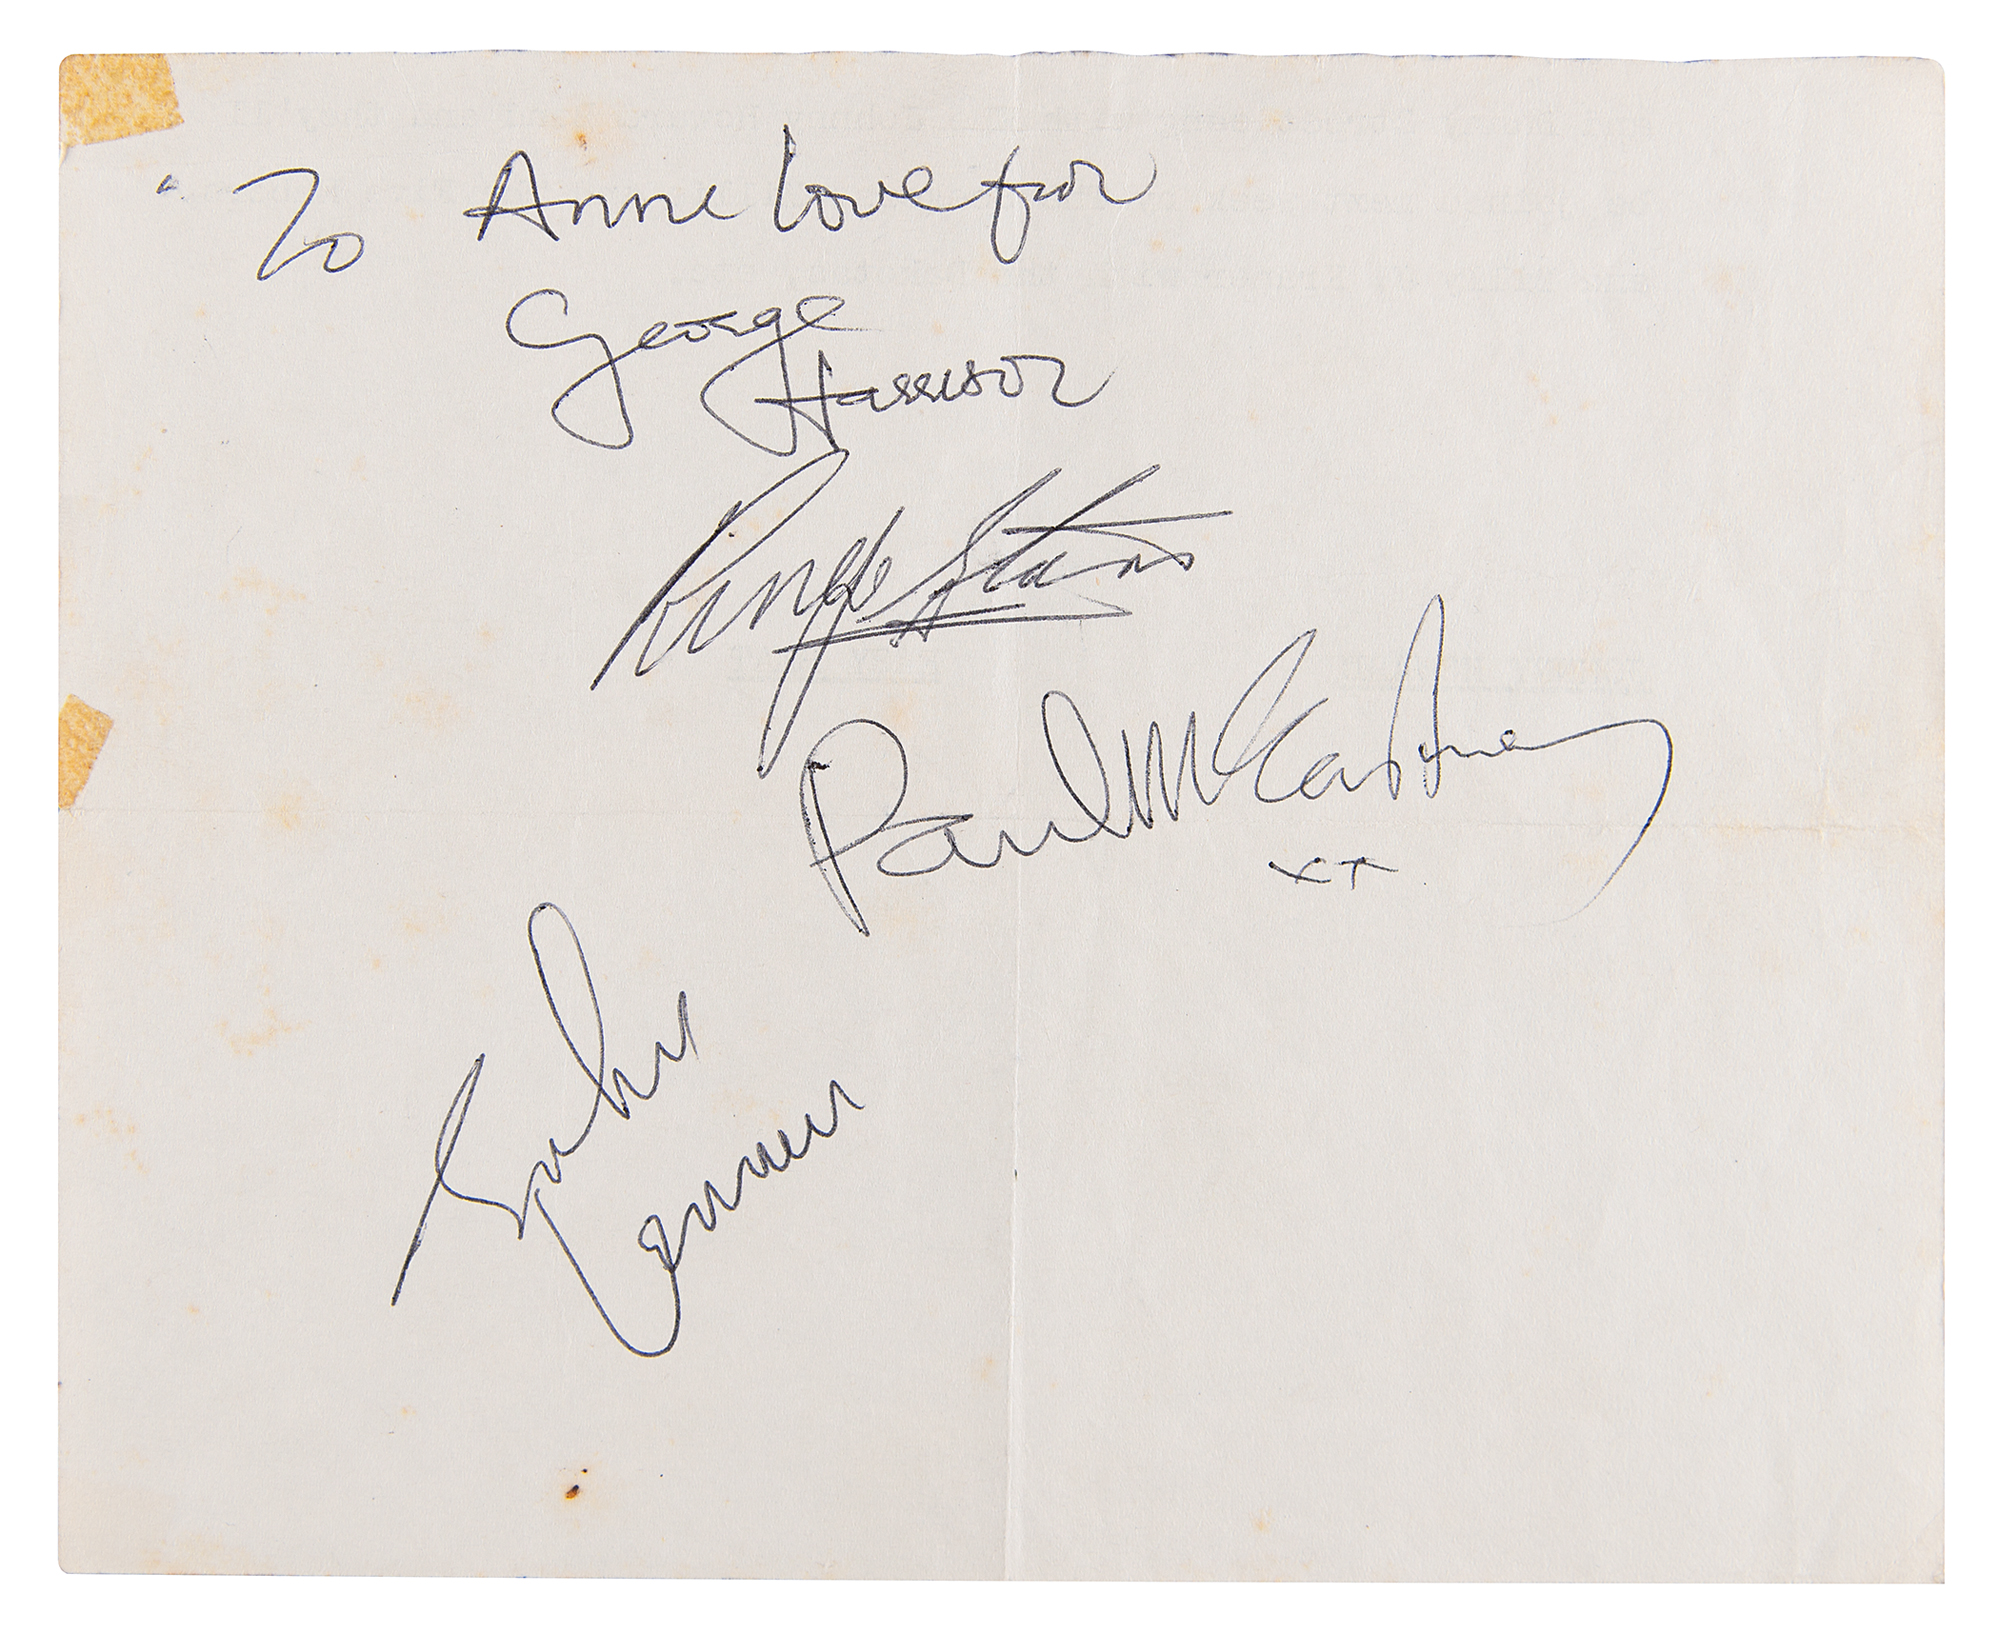 To Anne love from
George
Harrison
Ringo Starr
Paul McCartney
xx
John
Lennon